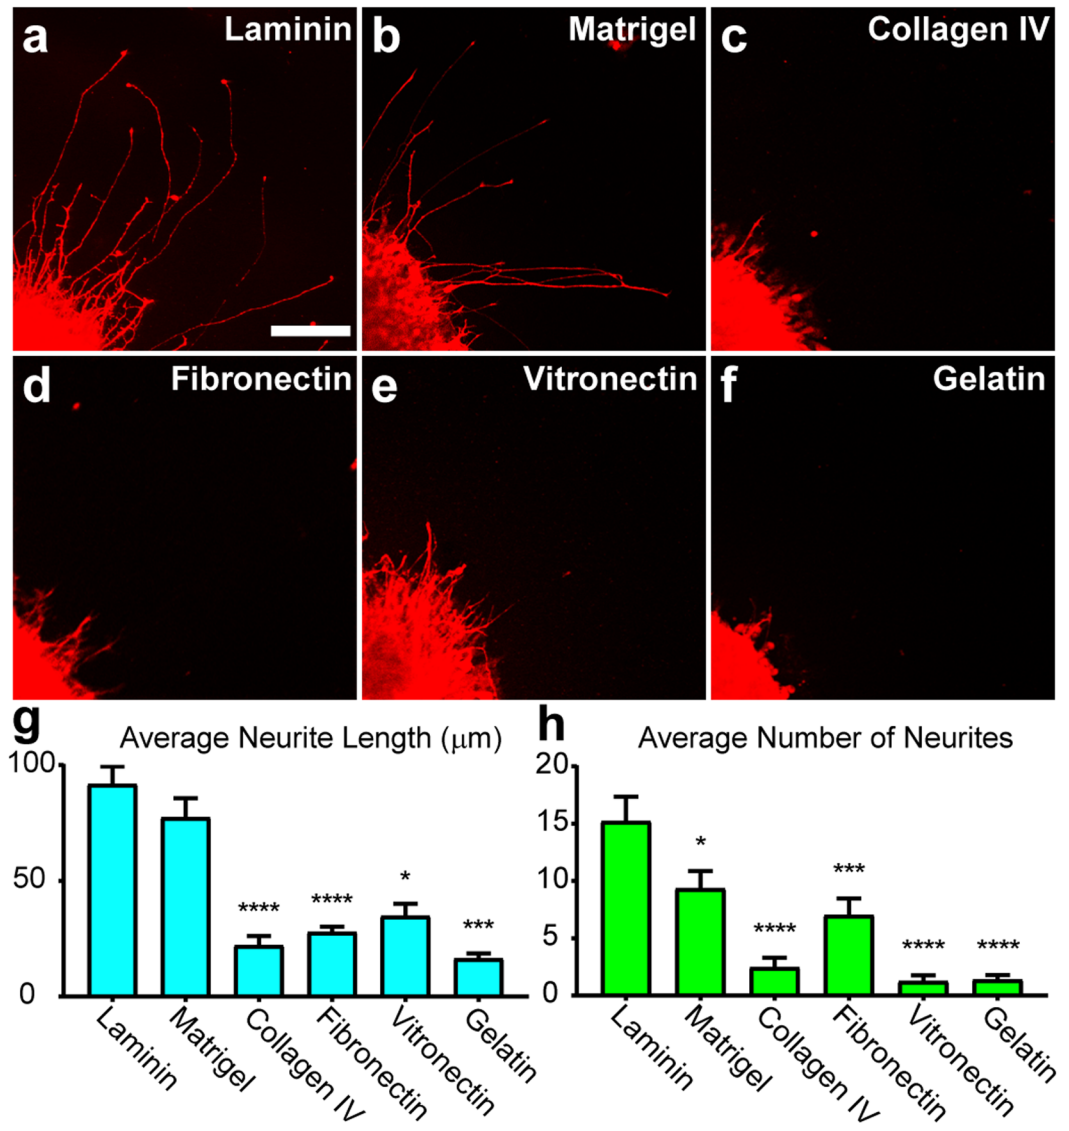 a Laminin
b Matrigel
c Collagen IV
d Fibronectin
e Vitronectin
f Gelatin
g
Average Neurite Length (μm)
100
50
0
****
****
*
***
Laminin
Matrigel
Collagen IV
Fibronectin
Vitronectin
Gelatin
h
Average Number of Neurites
20
15
10
5
0
*
****
***
****
****
Laminin
Matrigel
Collagen IV
Fibronectin
Vitronectin
Gelatin